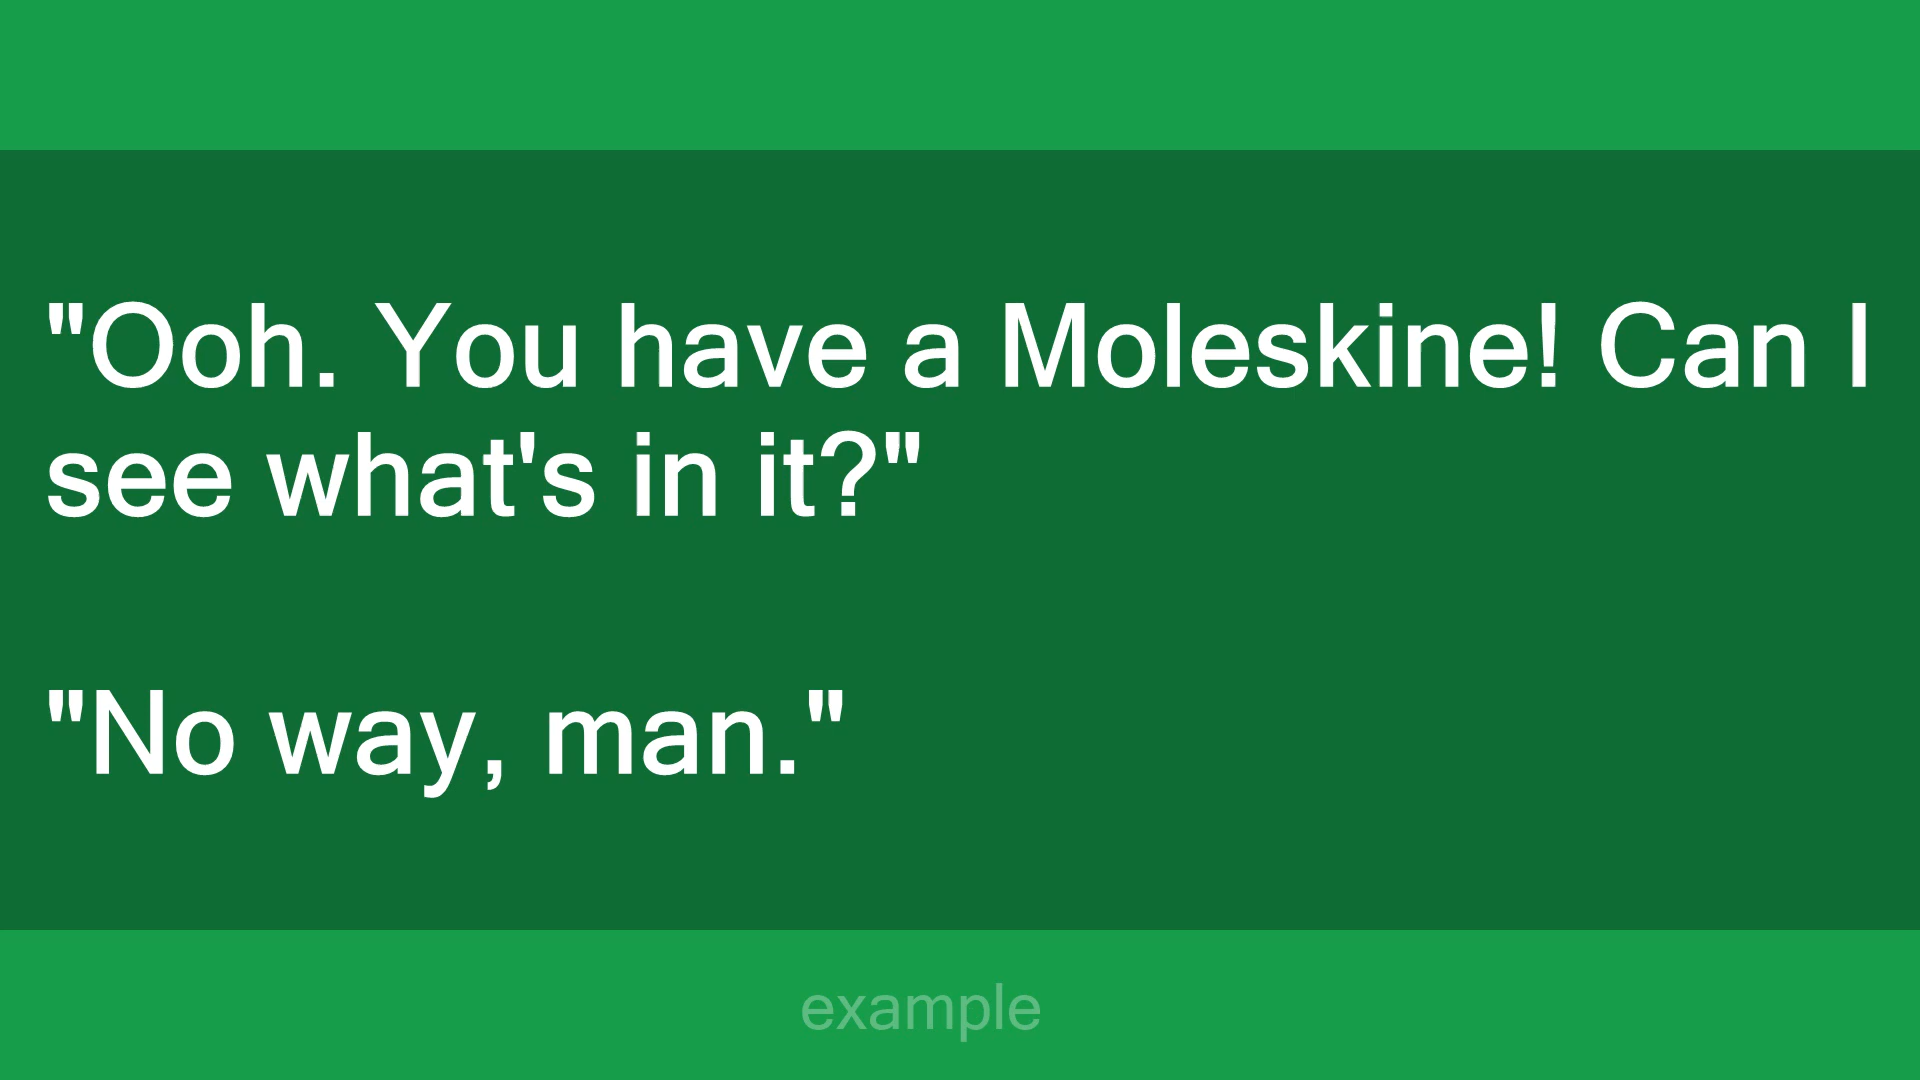 "Ooh. You have a Moleskine! Can I
see what's in it?"
"No way, man."
example